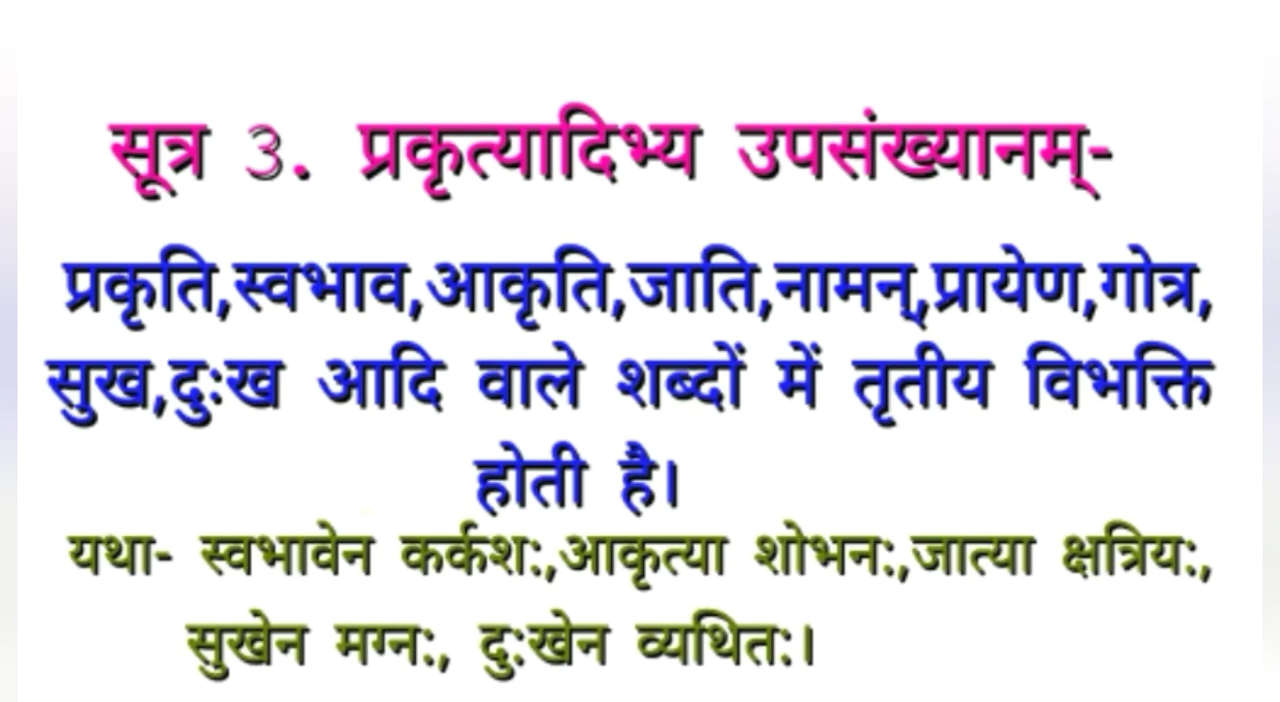 सूत्र 3. प्रकृत्यादिभ्य उपसंख्यानम्-
प्रकृति,स्वभाव,आकृति,जाति,नामन्,प्रायेण,गोत्र,
सुख,दुःख आदि वाले शब्दों में तृतीय विभक्ति
होती है।
यथा- स्वभावेन कर्कश:,आकृत्या शोभन:,जात्या क्षत्रिय:,
सुखेन मग्न:, दु:खेन व्यथित:।